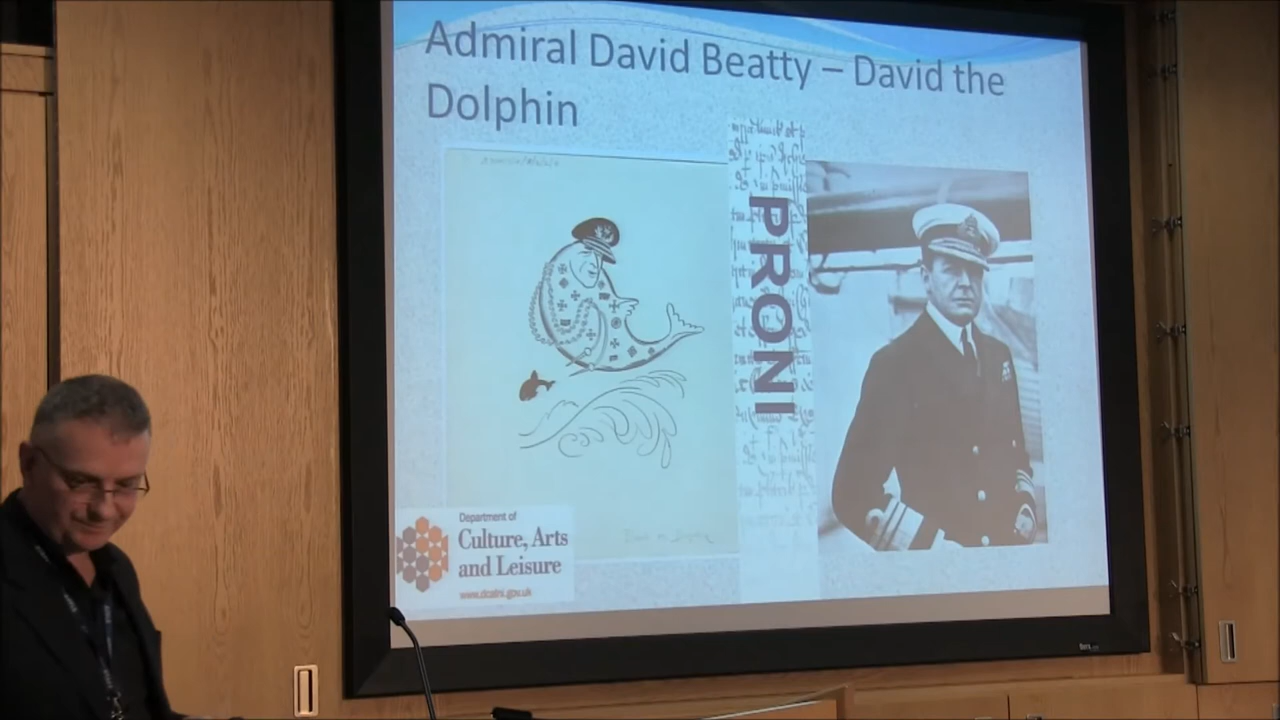 Admiral David Beatty – David the
Dolphin
PRONI
Department of
Culture, Arts
and Leisure
www.dcalni.gov.uk